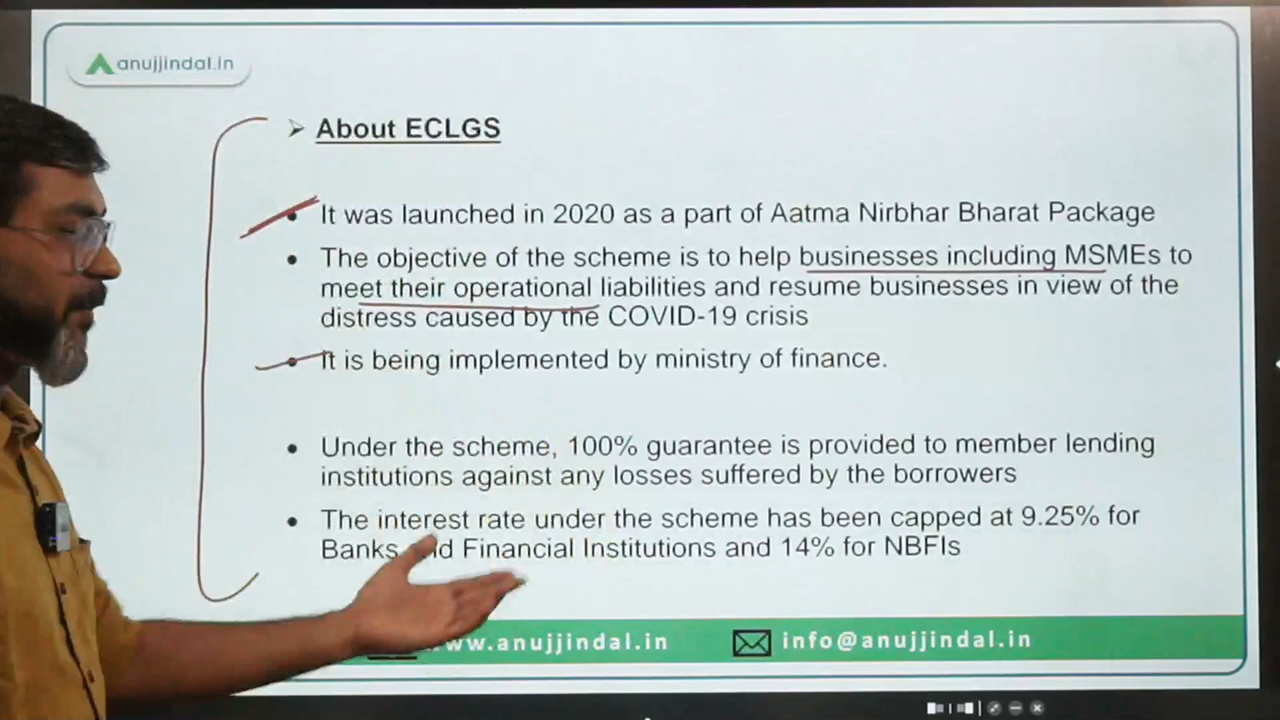 anujjindal.in
About ECLGS
It was launched in 2020 as a part of Aatma Nirbhar Bharat Package
The objective of the scheme is to help businesses including MSMEs to
meet their operational liabilities and resume businesses in view of the
distress caused by the COVID-19 crisis
It is being implemented by ministry of finance.
Under the scheme, 100% guarantee is provided to member lending
institutions against any losses suffered by the borrowers
The interest rate under the scheme has been capped at 9.25% for
Banks and Financial Institutions and 14% for NBFIs
www.anujjindal.in
info@anujjindal.in